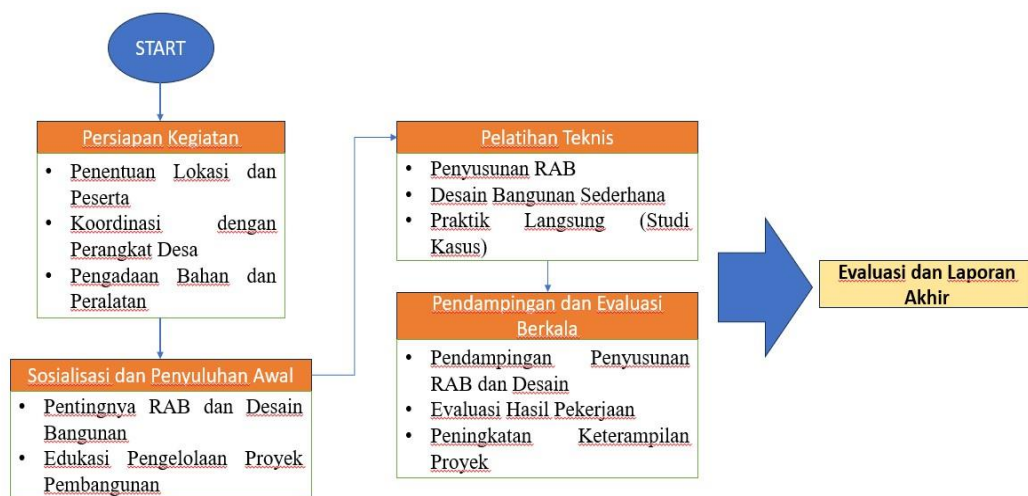 START
Persiapan Kegiatan
• Penentuan Lokasi dan
Peserta
• Koordinasi dengan
Perangkat Desa
• Pengadaan Bahan dan
Peralatan
Sosialisasi dan Penyuluhan Awal
• Pentingnya RAB dan Desain
Bangunan
• Edukasi Pengelolaan Proyek
Pembangunan
Pelatihan Teknis
• Penyusunan RAB
• Desain Bangunan Sederhana
• Praktik Langsung (Studi
Kasus)
Pendampingan dan Evaluasi
Berkala
• Pendampingan Penyusunan
RAB dan Desain
• Evaluasi Hasil Pekerjaan
• Peningkatan Keterampilan
Proyek
Evaluasi dan Laporan
Akhir